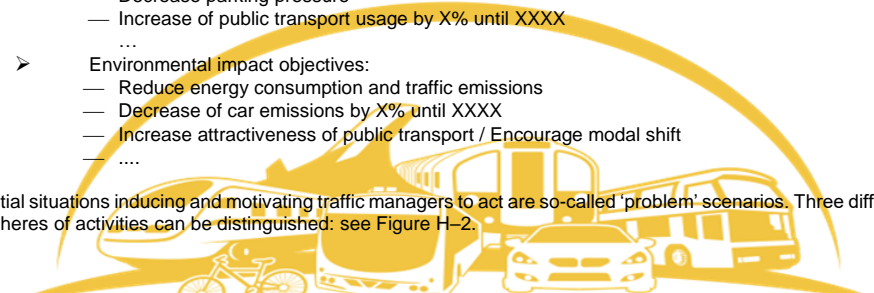 — Decrease parking pressure
— Increase of public transport usage by X% until XXXX
…
➢ Environmental impact objectives:
— Reduce energy consumption and traffic emissions
— Decrease of car emissions by X% until XXXX
— Increase attractiveness of public transport / Encourage modal shift
— ....
tial situations inducing and motivating traffic managers to act are so-called ‘problem’ scenarios. Three diff
heres of activities can be distinguished: see Figure H–2.